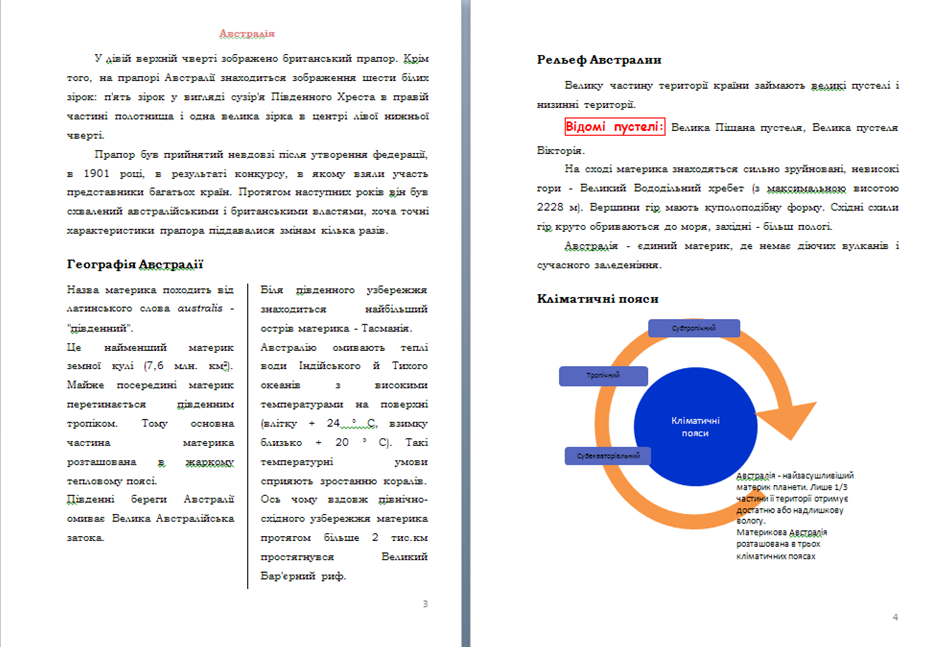 Австралія
У лівій верхній чверті зображено британський прапор. Крім
того, на прапорі Австралії знаходиться зображення шести білих
зірок: п'ять зірок у вигляді сузір'я Південного Хреста в правій
частині полотнища і одна велика зірка в центрі лівої нижньої
чверті.
Прапор був прийнятий невдовзі після утворення федерації,
в 1901 році, в результаті конкурсу, в якому взяли участь
представники багатьох країн. Протягом наступних років він був
схвалений австралійськими і британськими властями, хоча точні
характеристики прапора піддавалися змінам кілька разів.
Географія Австралії
Назва материка походить від
латинського слова australis -
"південний".
Це найменший материк
земної кулі (7,6 млн. км²).
Майже посередині материк
перетинається південним
тропіком. Тому основна
частина материка
розташована в жаркому
тепловому поясі.
Південні береги Австралії
омиває Велика Австралійська
затока.
Біля південного узбережжя
знаходиться найбільший
острів материка - Тасманія.
Австралію омивають теплі
води Індійського й Тихого
океанів з високими
температурами на поверхні
(влітку + 24 ° С, взимку
близько + 20 ° С). Такі
температурні умови
сприяють зростанню коралів.
Ось чому вздовж північно-
східного узбережжя материка
протягом більше 2 тис.км
простягнувся Великий
Бар'єрний риф.
3
Рельеф Австралии
Велику частину території країни займають великі пустелі і
низинні території.
Відомі пустелі: Велика Піщана пустеля, Велика пустеля
Вікторія.
На сході материка знаходяться сильно зруйновані, невисокі
гори - Великий Вододільний хребет (з максимальною висотою
2228 м). Вершини гір мають куполоподібну форму. Східні схили
гір круто обриваються до моря, західні - більш пологі.
Австралія - єдиний материк, де немає діючих вулканів і
сучасного заледеніння.
Кліматичні пояси
Субтропічний
Тропічний
Кліматичні
пояси
Субекваторіальний
Австралія - найзасушливіший
материк планети. Лише 1/3
частини її території отримує
достатню або надлишкову
вологу.
Материкова Австралія
розташована в трьох
кліматичних поясах
4